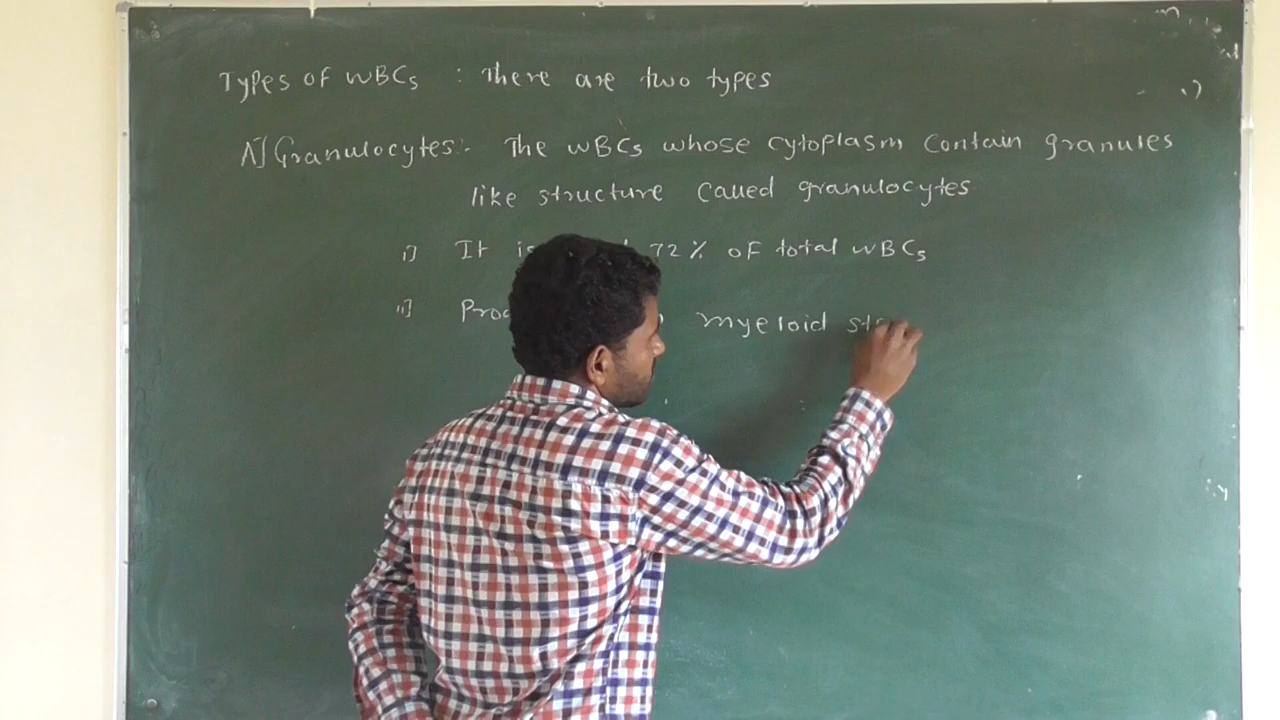 Types of WBCs : There are two types
A] Granulocytes:- The WBCs whose cytoplasm contain granules
like structure called granulocytes
i] It 72% of total WBCs
ii] myeloid